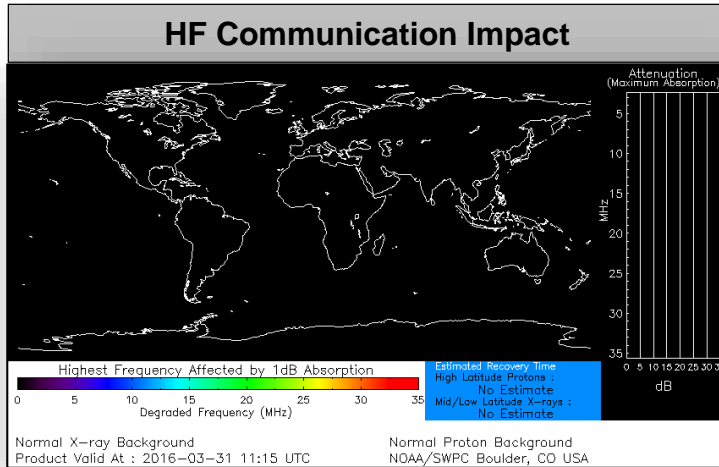 HF Communication Impact
Attenuation
(Maximum Absorption)
5
10
15
20
25
30
35
MHz
0 5 10 15 20 25 30 35
dB
Highest Frequency Affected by 1dB Absorption
0 5 10 15 20 25 30 35
Degraded Frequency (MHz)
Estimated Recovery Time
High Latitude Protons :
No Estimate
Mid/Low Latitude X-rays :
No Estimate
Normal X-ray Background
Product Valid At : 2016-03-31 11:15 UTC
Normal Proton Background
NOAA/SWPC Boulder, CO USA